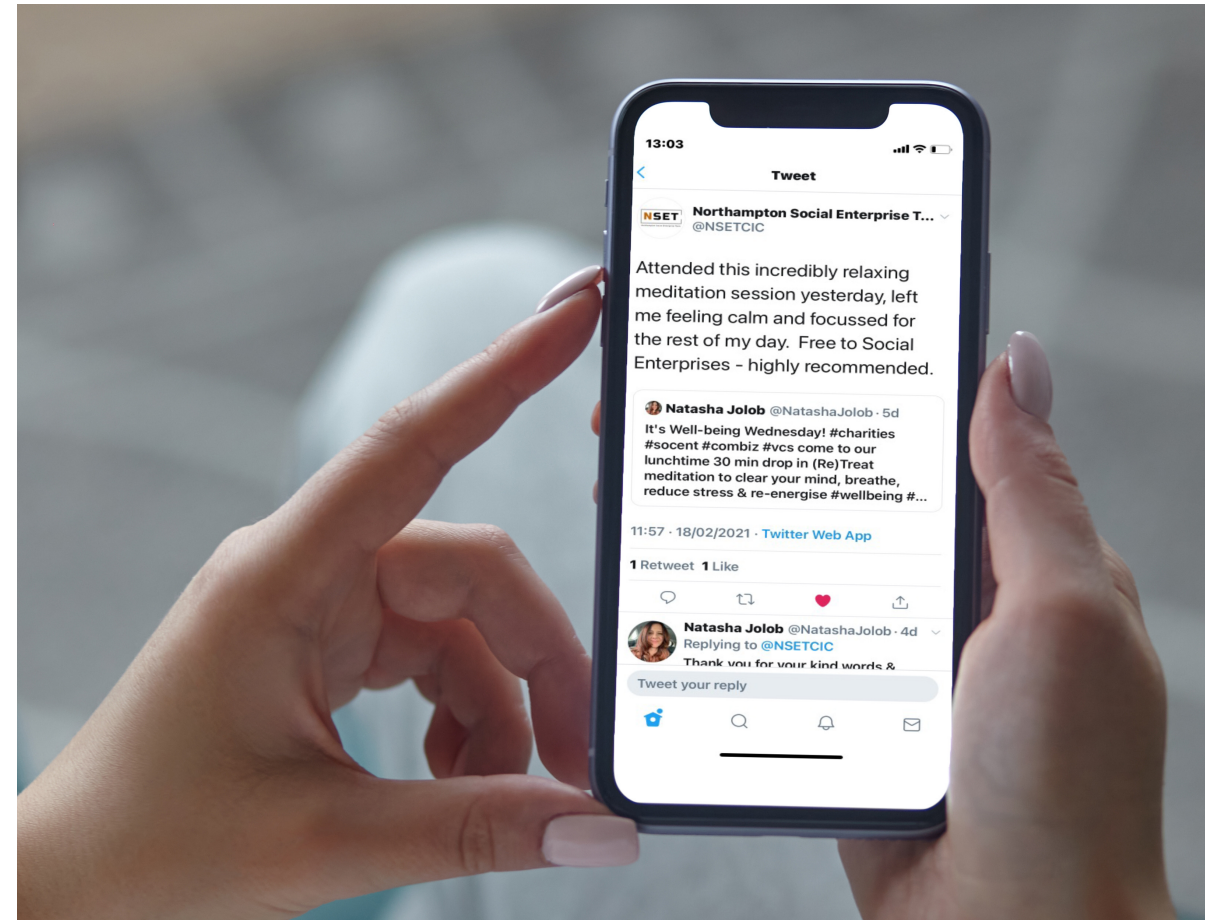 13:03
Tweet
NSET
Northampton Social Enterprise T...
@NSETCIC
Attended this incredibly relaxing
meditation session yesterday, left
me feeling calm and focussed for
the rest of my day. Free to Social
Enterprises - highly recommended.
Natasha Jolob @NatashaJolob · 5d
It's Well-being Wednesday! #charities
#socent #combiz #vcs come to our
lunchtime 30 min drop in (Re)Treat
meditation to clear your mind, breathe,
reduce stress & re-energise #wellbeing #...
11:57 · 18/02/2021 · Twitter Web App
1 Retweet 1 Like
Natasha Jolob @NatashaJolob · 4d
Replying to @NSETCIC
Thank you for your kind words &
Tweet your reply